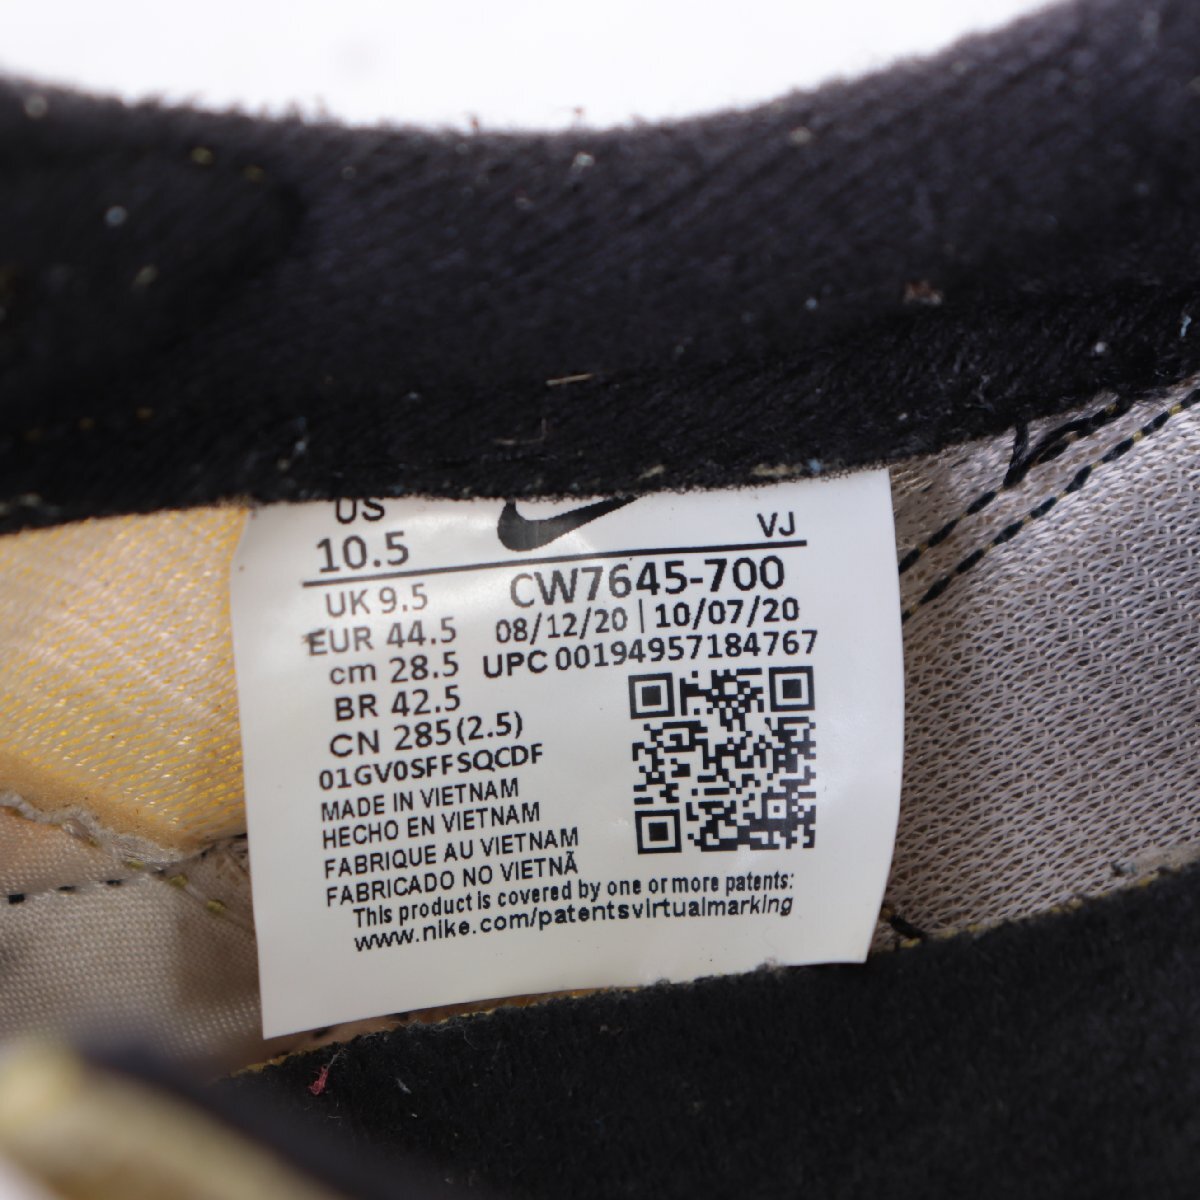 US
10.5
VJ
UK 9.5
CW7645-700
EUR 44.5
08/12/20 | 10/07/20
cm 28.5
UPC 00194957184767
BR 42.5
CN 285(2.5)
01GV0SFFSQCDF
MADE IN VIETNAM
HECHO EN VIETNAM
FABRIQUE AU VIETNAM
FABRICADO NO VIETNÃ
This product is covered by one or more patents:
www.nike.com/patentsvirtualmarking